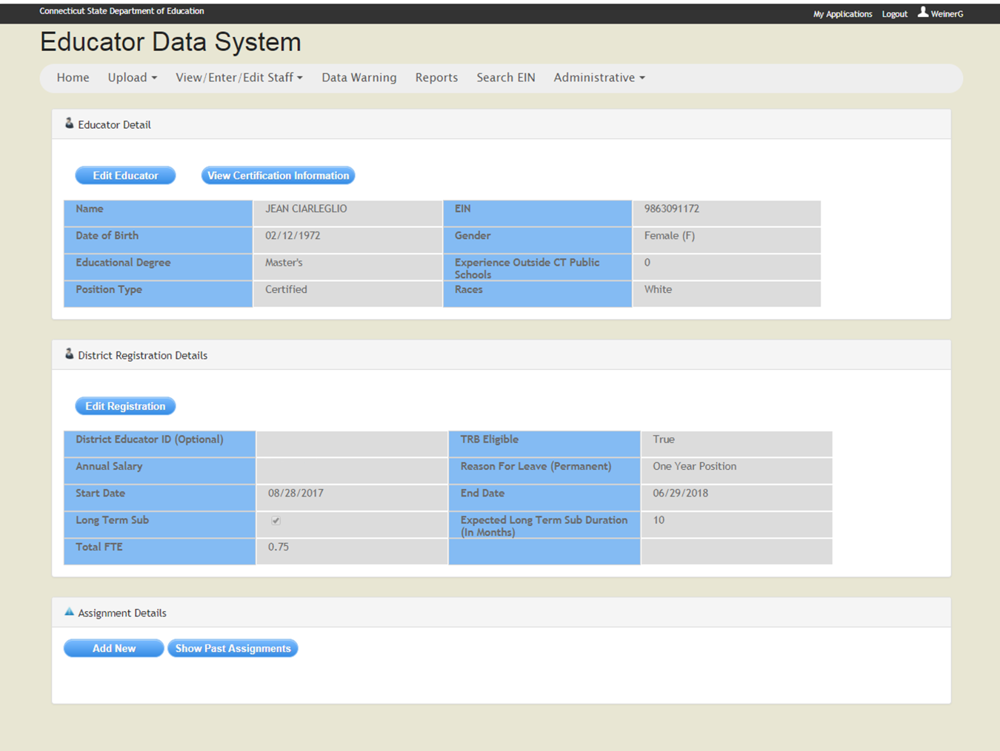 Connecticut State Department of Education
My Applications Logout WeinerG
Educator Data System
Home Upload View/Enter/Edit Staff Data Warning Reports Search EIN Administrative
Educator Detail
Edit Educator View Certification Information
Name JEAN CIARLEGLIO EIN 9863091172
Date of Birth 02/12/1972 Gender Female (F)
Educational Degree Master's Experience Outside CT Public 0
Schools
Position Type Certified Races White
District Registration Details
Edit Registration
District Educator ID (Optional) TRB Eligible True
Annual Salary Reason For Leave (Permanent) One Year Position
Start Date 08/28/2017 End Date 06/29/2018
Long Term Sub Expected Long Term Sub Duration 10
(In Months)
Total FTE 0.75
Assignment Details
Add New Show Past Assignments